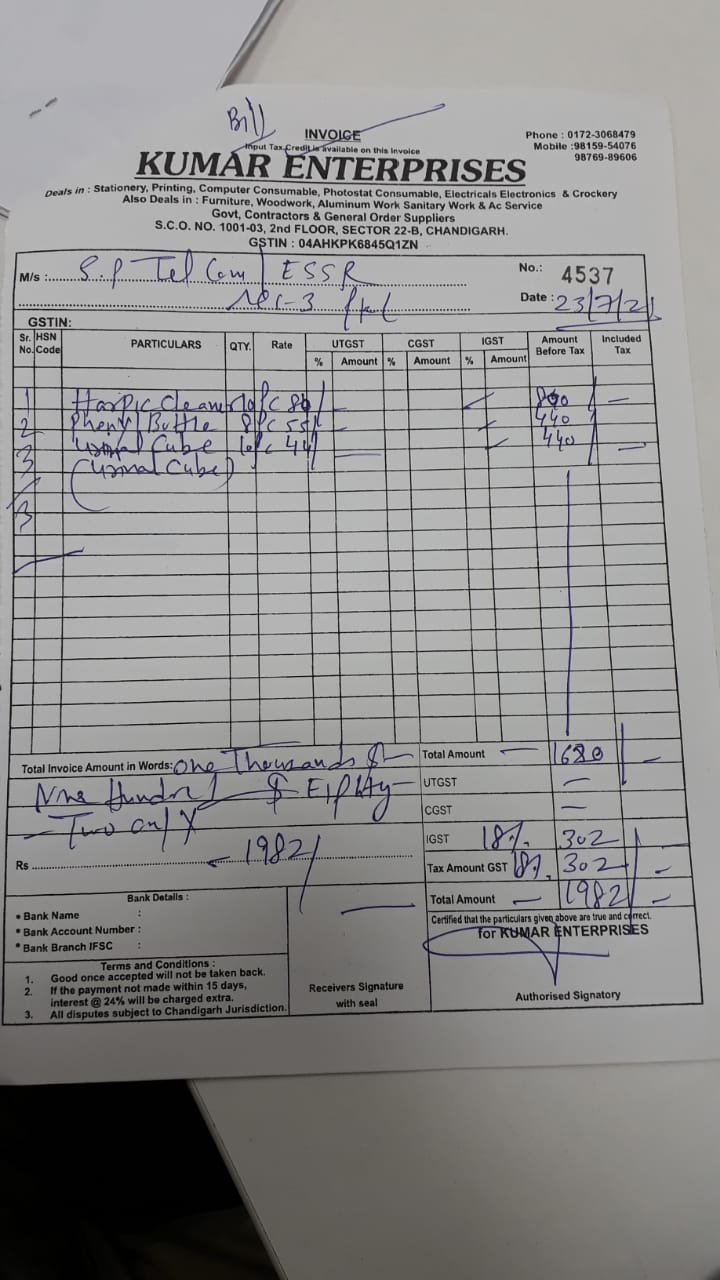 Bill
INVOICE
Input Tax Credit is available on this Invoice
Phone : 0172-3068479
Mobile :98159-54076
98769-89606
KUMAR ENTERPRISES
Deals in : Stationery, Printing, Computer Consumable, Photostat Consumable, Electricals Electronics & Crockery
Also Deals in : Furniture, Woodwork, Aluminum Work Sanitary Work & Ac Service
Govt, Contractors & General Order Suppliers
S.C.O. NO. 1001-03, 2nd FLOOR, SECTOR 22-B, CHANDIGARH.
GSTIN : 04AHKPK6845Q1ZN
M/s : S.P Tel Com ESSR
No.: 4537
Date : 23/7/21
GSTIN:
Sr. No. HSN Code PARTICULARS QTY. Rate UTGST % Amount CGST % Amount IGST % Amount Amount Before Tax Included Tax
1 Harpic Cleaner 10pc 80/- 800
2 Phenyl Bottle 8pc 55/- 440
3 Urinal Cube 10pc 44/- 440
(Urinal Cube)
3
Total Invoice Amount in Words: One Thousands &
Nine Hundred & Eighty
Two only
Rs 1982/
Total Amount 1680
UTGST
CGST
IGST 18% 302
Tax Amount GST 18% 302
Total Amount 1982/
Bank Details :
• Bank Name :
• Bank Account Number :
• Bank Branch IFSC :
Certified that the particulars given above are true and correct.
for KUMAR ENTERPRISES
Terms and Conditions :
1. Good once accepted will not be taken back.
2. If the payment not made within 15 days,
interest @ 24% will be charged extra.
3. All disputes subject to Chandigarh Jurisdiction.
Receivers Signature
with seal
Authorised Signatory